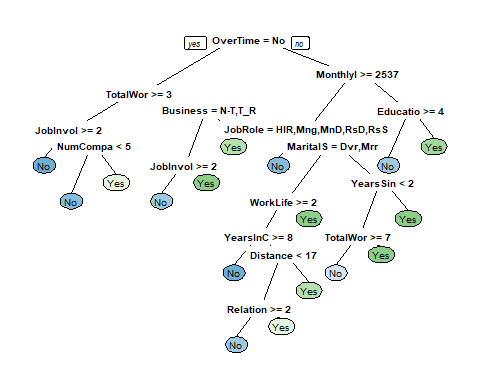 yes OverTime = No no
MonthlyI >= 2537
TotalWor >= 3
Business = N-T,T_R Educatio >= 4
JobInvol >= 2 JobRole = HIR,Mng,MnD,RsD,RsS
NumCompa < 5 Yes MaritalS = Dvr,Mrr Yes
No JobInvol >= 2 No No
Yes Yes YearsSin < 2
No No WorkLife >= 2
Yes Yes
YearsInC >= 8 TotalWor >= 7
Distance < 17 Yes
No No
Yes
Relation >= 2
Yes
No